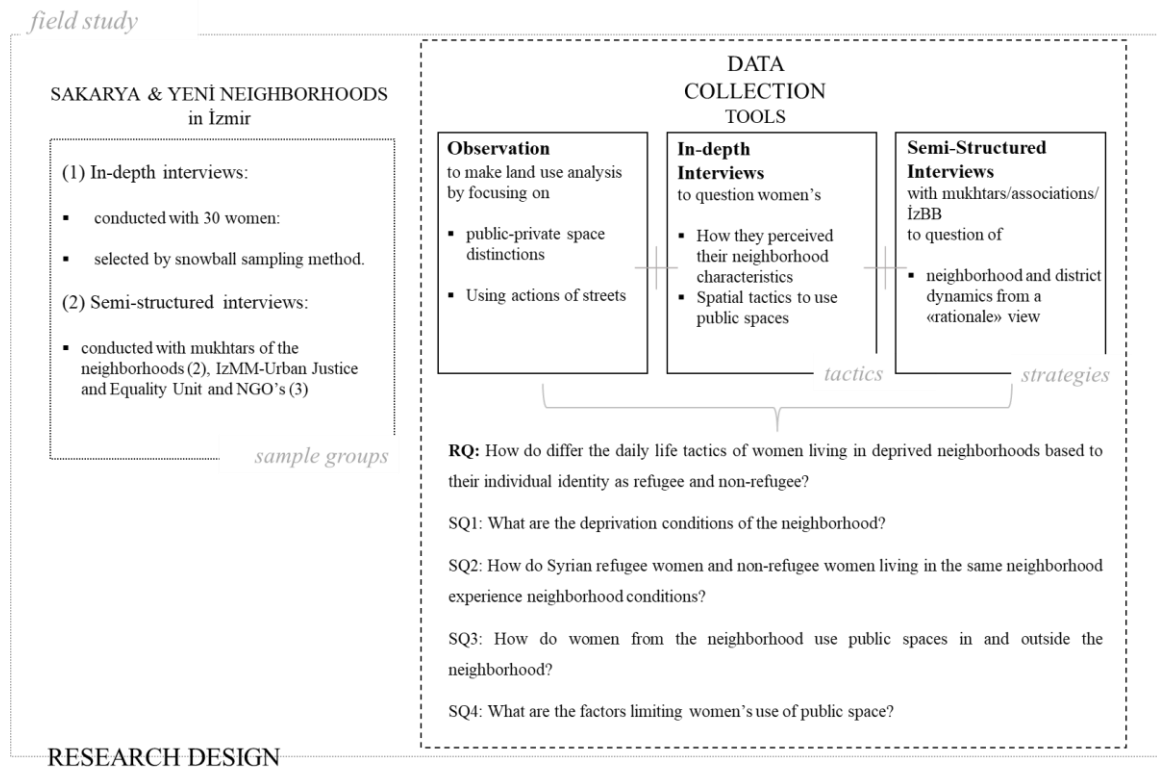 field study
SAKARYA & YENİ NEIGHBORHOODS
in İzmir
(1) In-depth interviews:
▪ conducted with 30 women:
▪ selected by snowball sampling method.
(2) Semi-structured interviews:
▪ conducted with mukhtars of the
neighborhoods (2), IzMM-Urban Justice
and Equality Unit and NGO's (3)
sample groups
DATA
COLLECTION
TOOLS
Observation
to make land use analysis
by focusing on
▪ public-private space
distinctions
▪ Using actions of streets
In-depth
Interviews
to question women's
▪ How they perceived
their neighborhood
characteristics
▪ Spatial tactics to use
public spaces
tactics
Semi-Structured
Interviews
with mukhtars/associations/
İzBB
to question of
▪ neighborhood and district
dynamics from a
«rationale» view
strategies
RQ: How do differ the daily life tactics of women living in deprived neighborhoods based to
their individual identity as refugee and non-refugee?
SQ1: What are the deprivation conditions of the neighborhood?
SQ2: How do Syrian refugee women and non-refugee women living in the same neighborhood
experience neighborhood conditions?
SQ3: How do women from the neighborhood use public spaces in and outside the
neighborhood?
SQ4: What are the factors limiting women's use of public space?
RESEARCH DESIGN